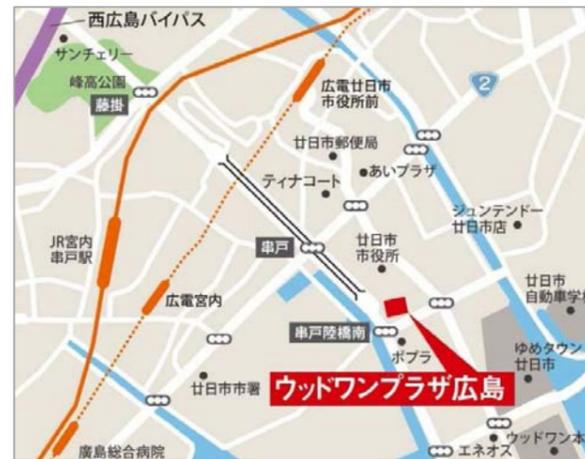 西広島バイパス
サンチェリー
峰高公園
藤掛
広電廿日市
市役所前
2
廿日市郵便局
あいプラザ
ティナコート
ジュンテンドー
廿日市店
JR宮内
串戸駅
串戸
廿日市
市役所
広電宮内
廿日市
自動車学校
串戸陸橋南
ポプラ
ゆめタウン
廿日市
ウッドワンプラザ広島
廿日市市署
廣島総合病院
エネオス
ウッドワン本